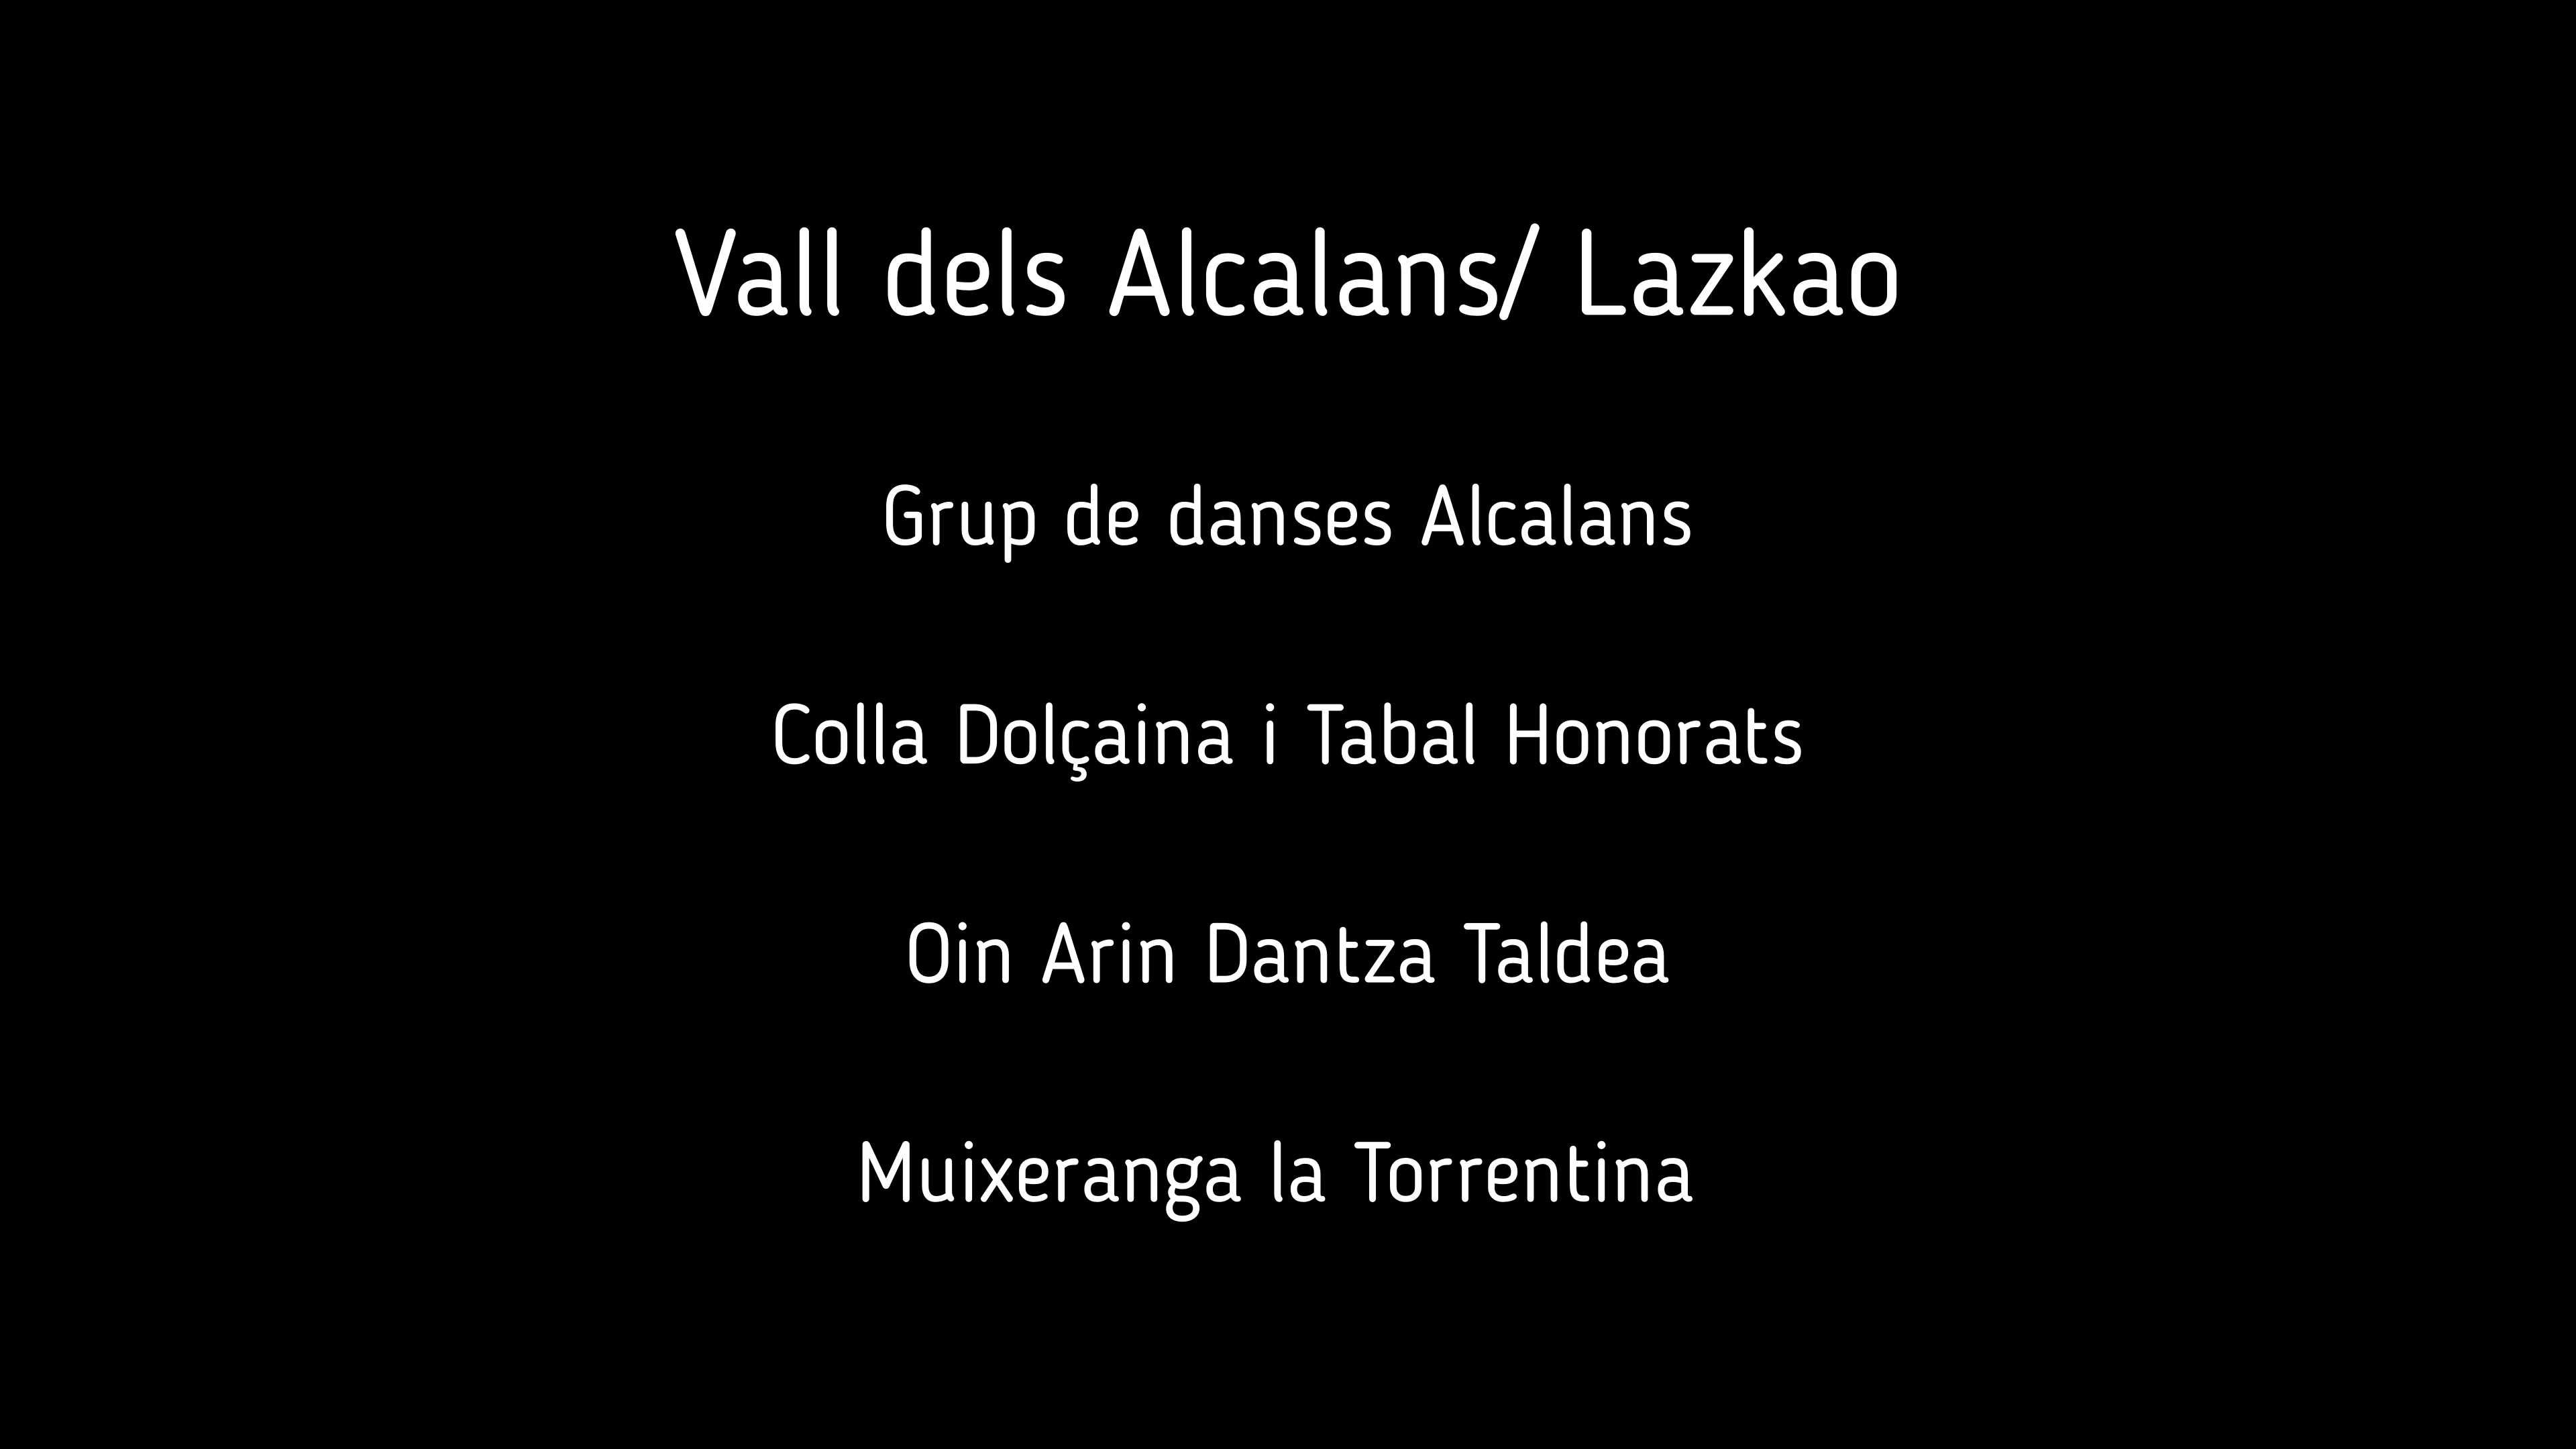 Vall dels Alcalans/ Lazkao
Grup de danses Alcalans
Colla Dolçaina i Tabal Honorats
Oin Arin Dantza Taldea
Muixeranga la Torrentina